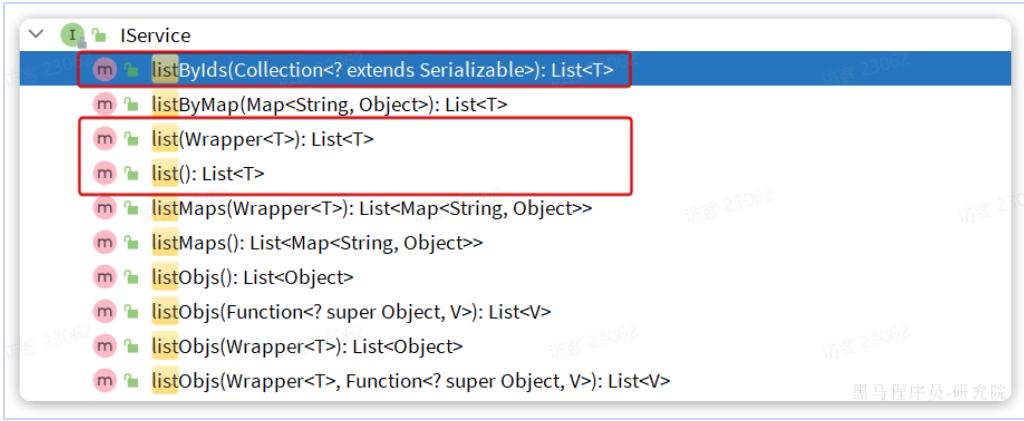 IService
listByIds(Collection<? extends Serializable>): List<T>
listByMap(Map<String, Object>): List<T>
list(Wrapper<T>): List<T>
list(): List<T>
listMaps(Wrapper<T>): List<Map<String, Object>>
listMaps(): List<Map<String, Object>>
listObjs(): List<Object>
listObjs(Function<? super Object, V>): List<V>
listObjs(Wrapper<T>): List<Object>
listObjs(Wrapper<T>, Function<? super Object, V>): List<V>
黑马程序员-研究院
访客 23062